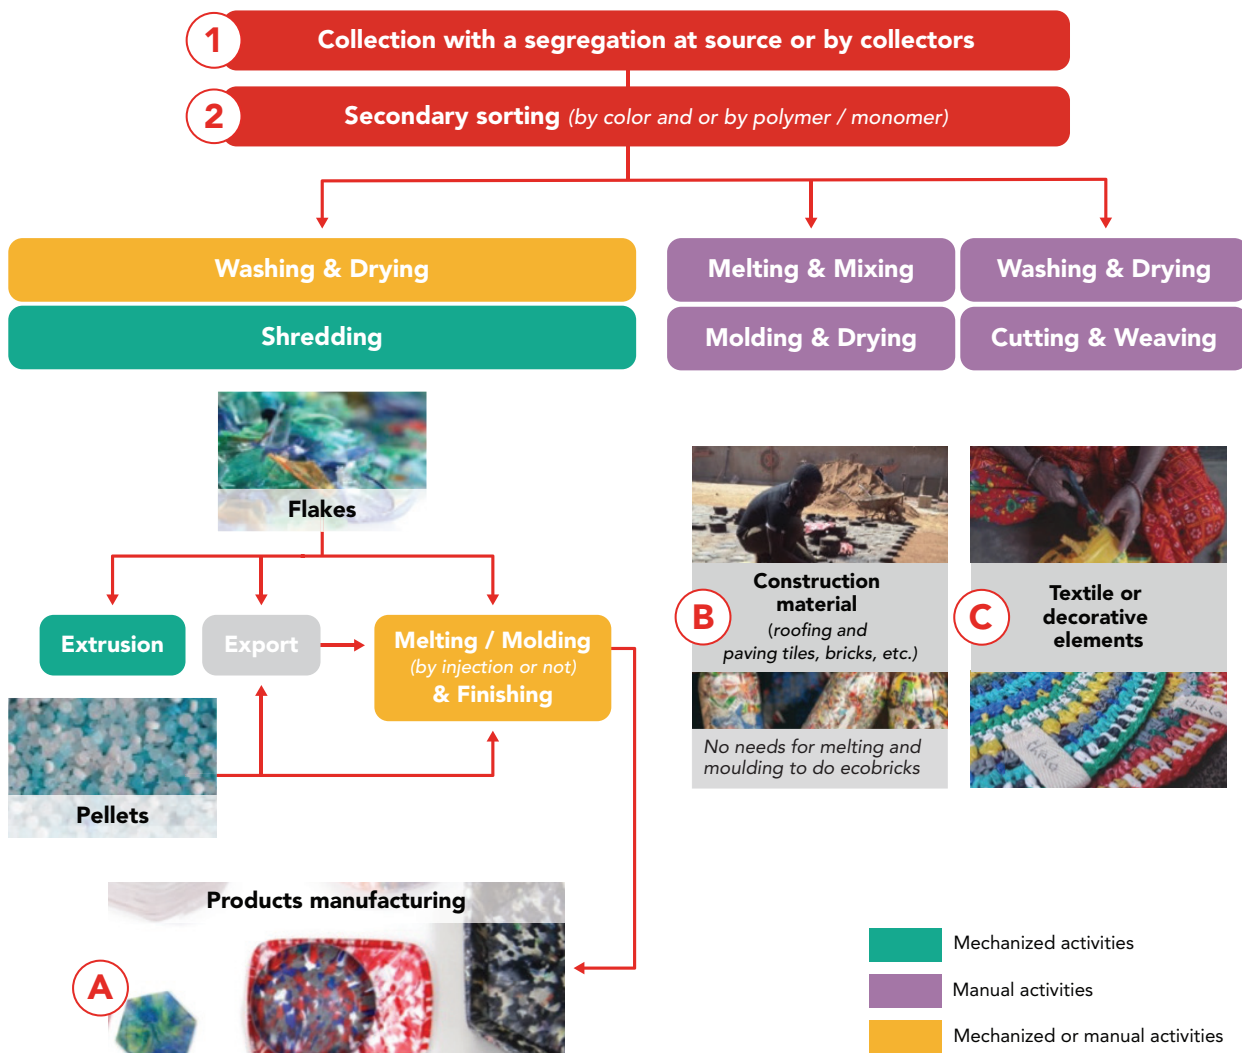 1
Collection with a segregation at source or by collectors
2
Secondary sorting (by color and or by polymer / monomer)
Washing & Drying
Shredding
Melting & Mixing
Molding & Drying
Washing & Drying
Cutting & Weaving
Flakes
Extrusion
Export
Melting / Molding
(by injection or not)
& Finishing
Pellets
Products manufacturing
A
B
Construction
material
(roofing and
paving tiles, bricks, etc.)
No needs for melting and
moulding to do ecobricks
C
Textile or
decorative
elements
Mechanized activities
Manual activities
Mechanized or manual activities